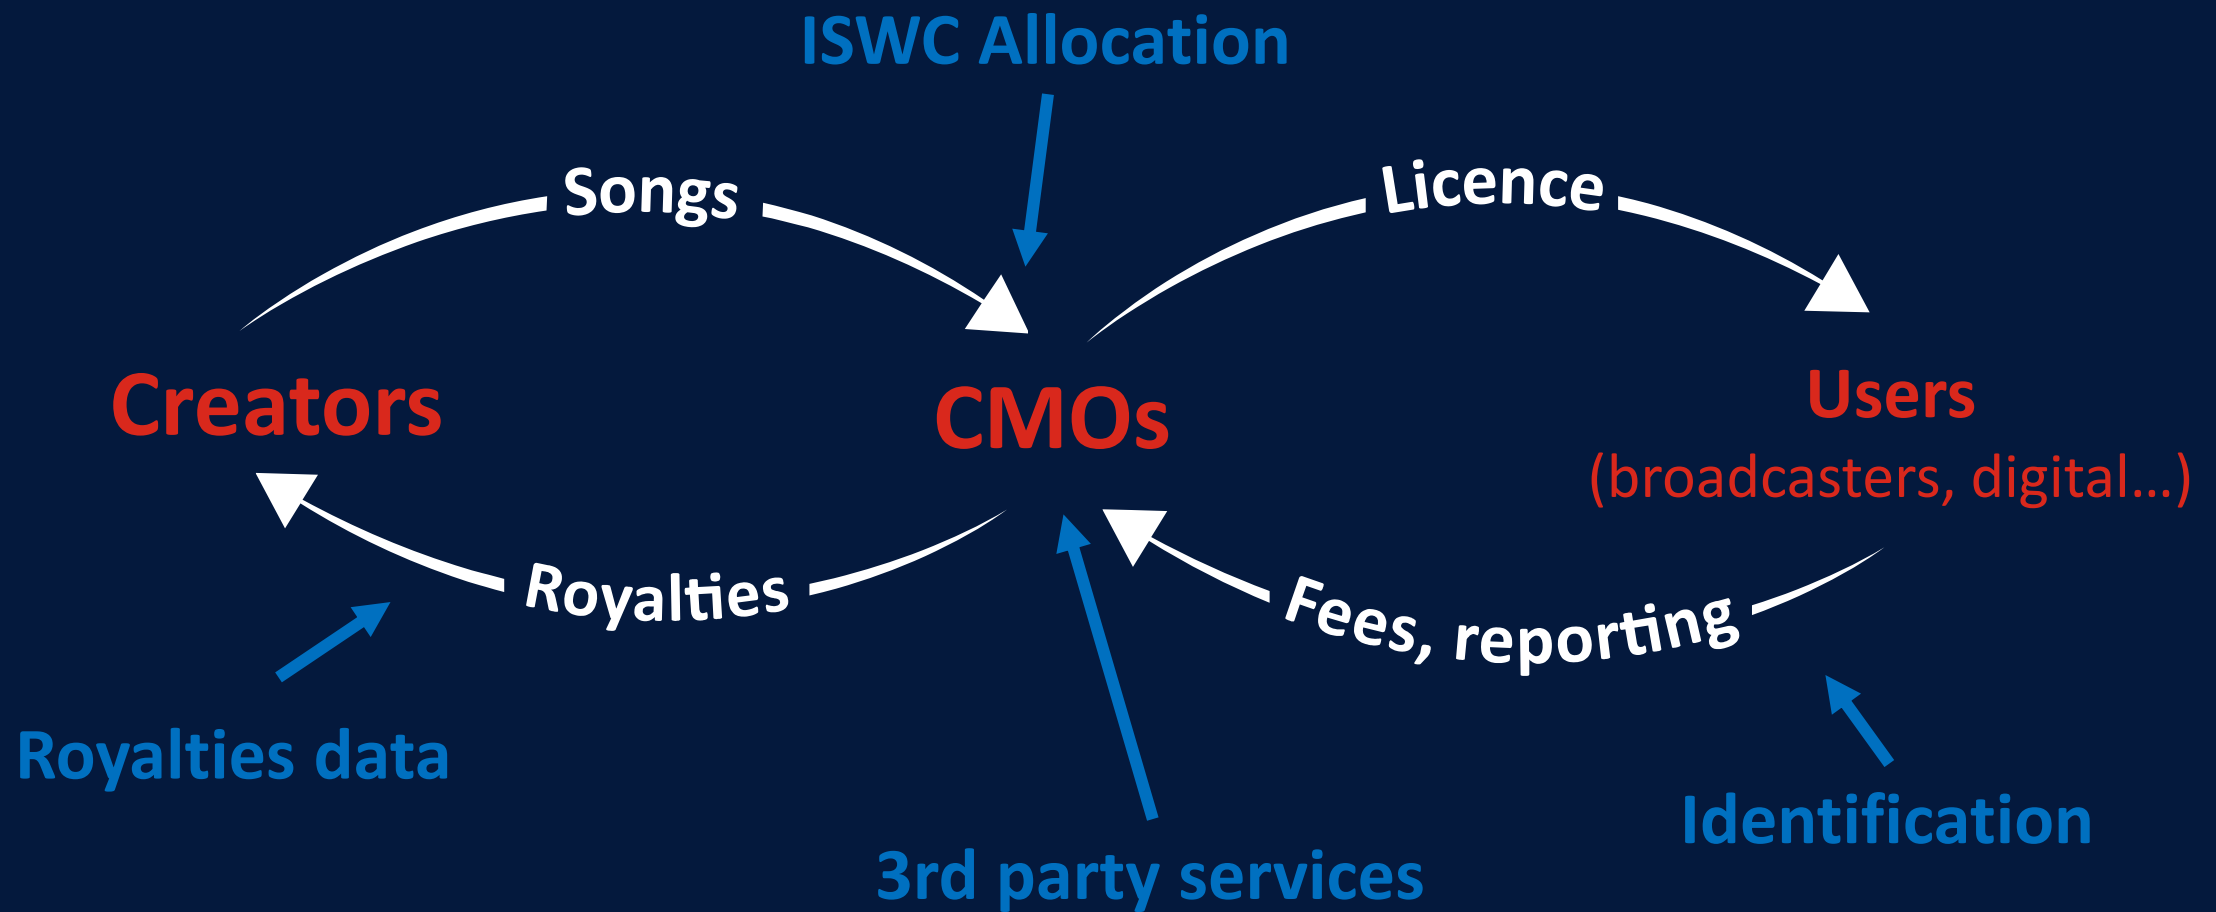 ISWC Allocation
Songs
Licence
Creators
CMOs
Users
(broadcasters, digital...)
Royalties
Fees, reporting
Royalties data
Identification
3rd party services